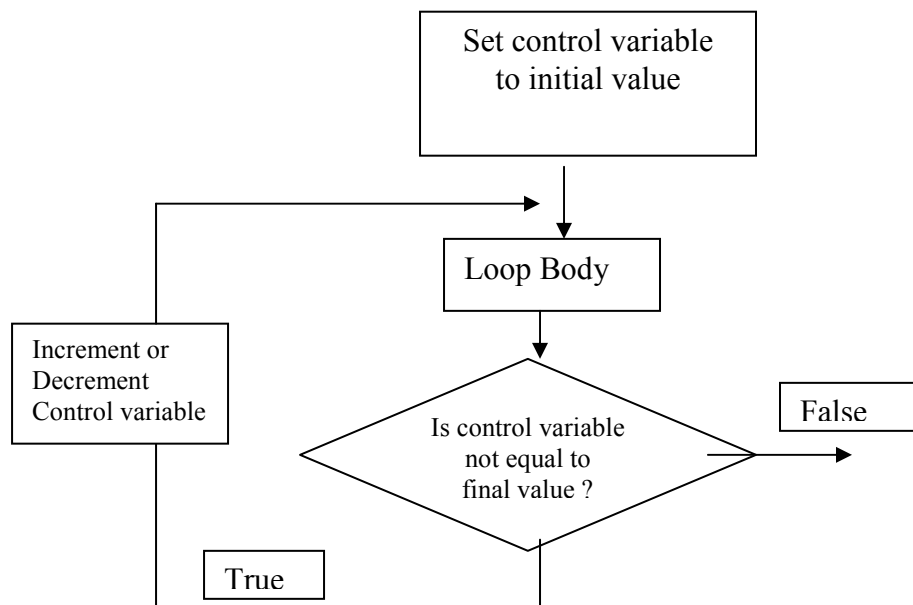 Set control variable
to initial value
Loop Body
Increment or
Decrement
Control variable
Is control variable
not equal to
final value ?
False
True